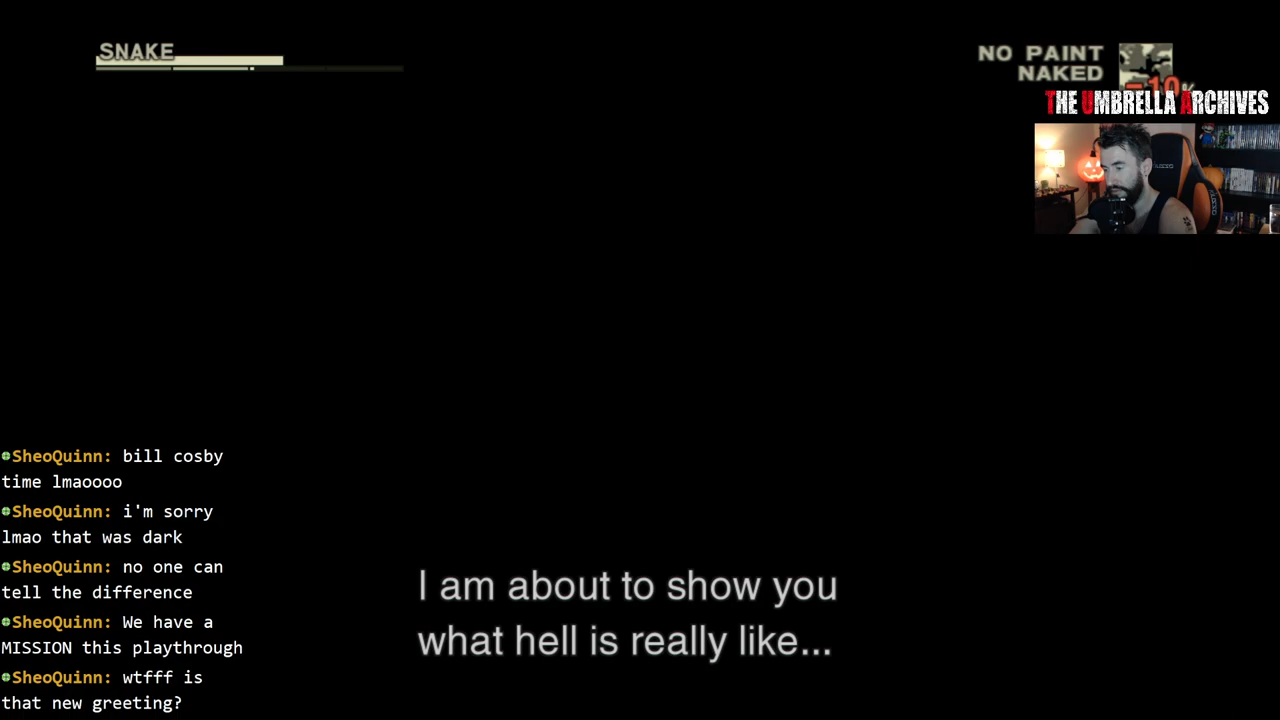 SNAKE
NO PAINT
NAKED
-10%
THE UMBRELLA ARCHIVES
SheoQuinn: bill cosby
time lmaoooo
SheoQuinn: i'm sorry
lmao that was dark
SheoQuinn: no one can
tell the difference
SheoQuinn: We have a
MISSION this playthrough
SheoQuinn: wtfff is
that new greeting?
I am about to show you
what hell is really like...